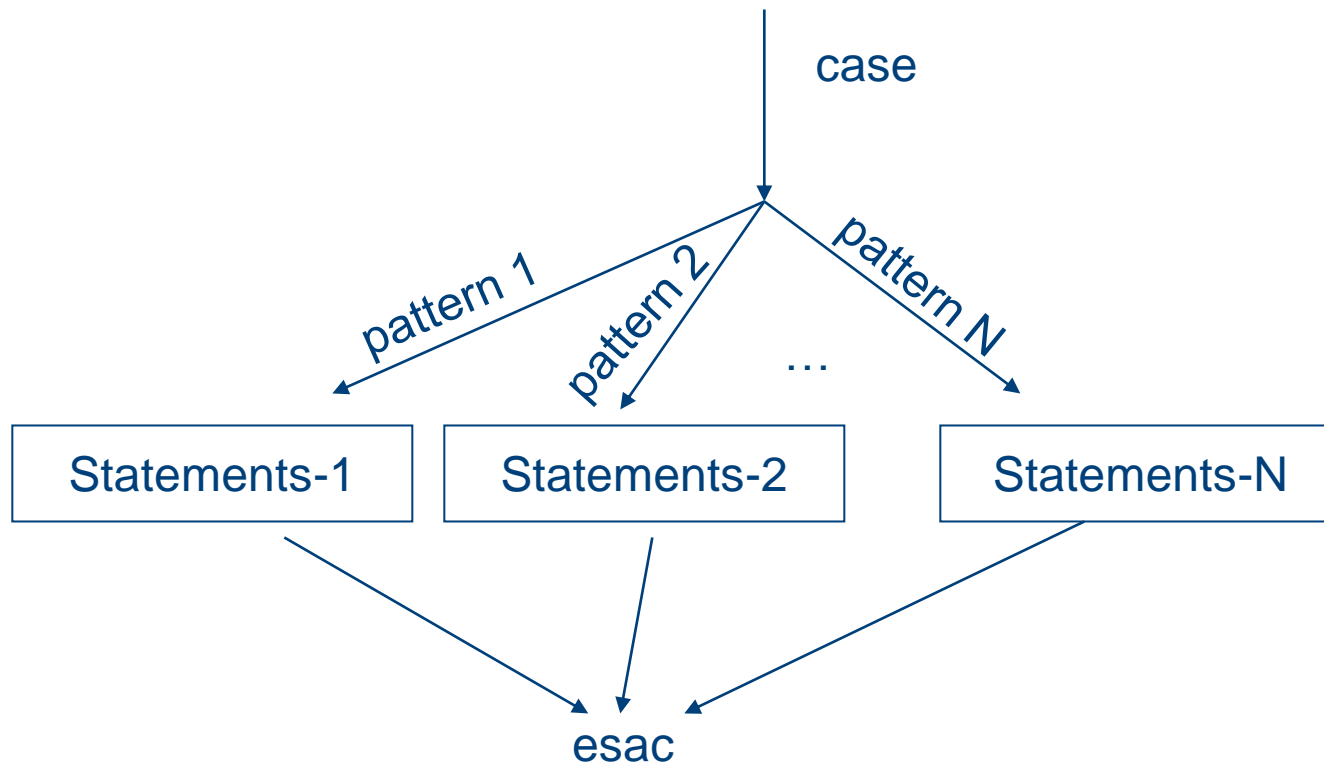 case
pattern 1
pattern 2
…
pattern N
Statements-1
Statements-2
Statements-N
esac